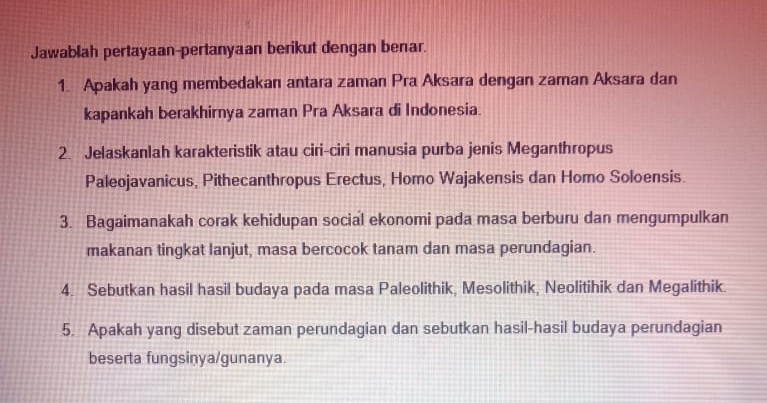 Jawablah pertayaan-pertanyaan berikut dengan benar.
1. Apakah yang membedakan antara zaman Pra Aksara dengan zaman Aksara dan
kapankah berakhirnya zaman Pra Aksara di Indonesia.
2. Jelaskanlah karakteristik atau ciri-ciri manusia purba jenis Meganthropus
Paleojavanicus, Pithecanthropus Erectus, Homo Wajakensis dan Homo Soloensis.
3. Bagaimanakah corak kehidupan social ekonomi pada masa berburu dan mengumpulkan
makanan tingkat lanjut, masa bercocok tanam dan masa perundagian.
4. Sebutkan hasil hasil budaya pada masa Paleolithik, Mesolithik, Neolitihik dan Megalithik.
5. Apakah yang disebut zaman perundagian dan sebutkan hasil-hasil budaya perundagian
beserta fungsinya/gunanya.